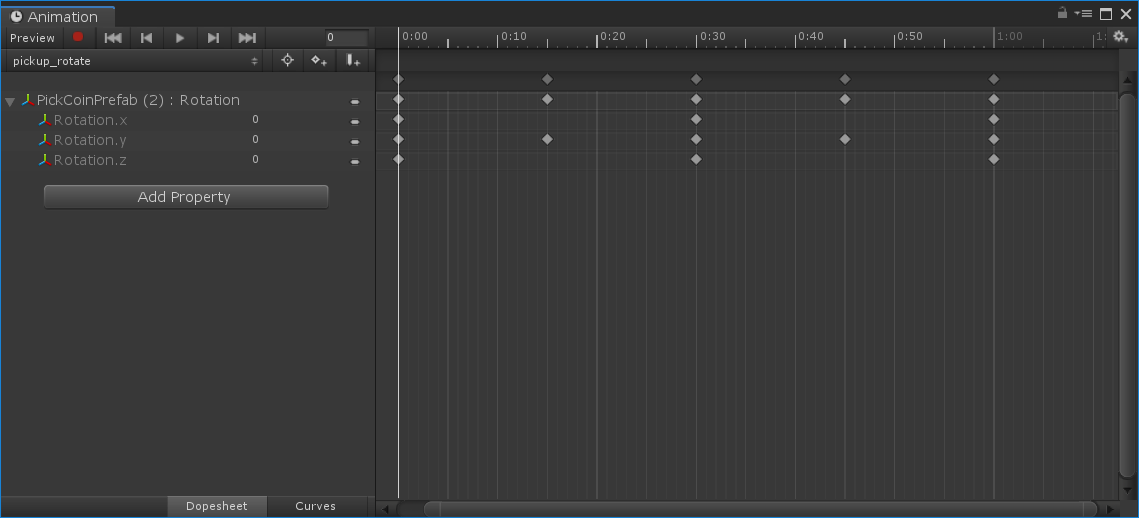 Animation
Preview 0 0:00 0:10 0:20 0:30 0:40 0:50 1:00
pickup_rotate
PickCoinPrefab (2) : Rotation
Rotation.x 0
Rotation.y 0
Rotation.z 0
Add Property
Dopesheet Curves